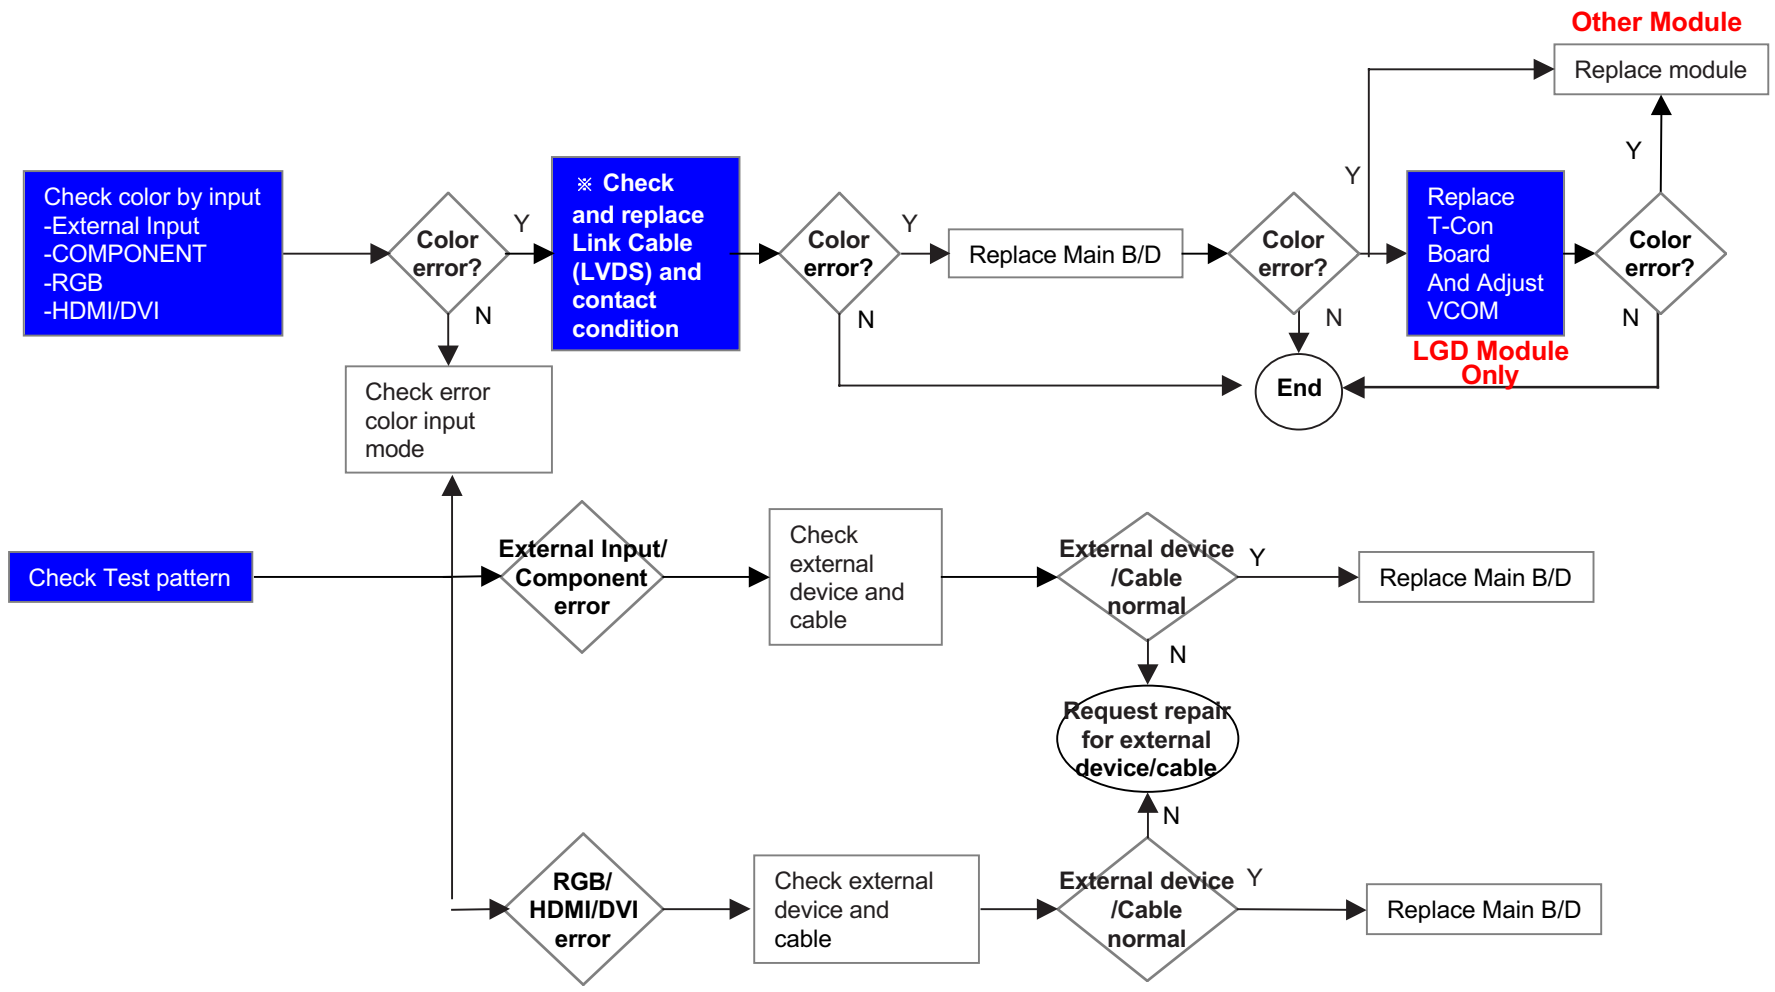 Other Module
Replace module
Y
Y
Check color by input
-External Input
-COMPONENT
-RGB
-HDMI/DVI
Color
error?
Y
N
※ Check
and replace
Link Cable
(LVDS) and
contact
condition
Color
error?
Y
N
Replace Main B/D
Color
error?
N
Replace
T-Con
Board
And Adjust
VCOM
LGD Module
Only
Color
error?
N
End
Check error
color input
mode
Check Test pattern
External Input/
Component
error
Check
external
device and
cable
External device
/Cable
normal
Y
N
Replace Main B/D
Request repair
for external
device/cable
N
RGB/
HDMI/DVI
error
Check external
device and
cable
External device
/Cable
normal
Y
Replace Main B/D